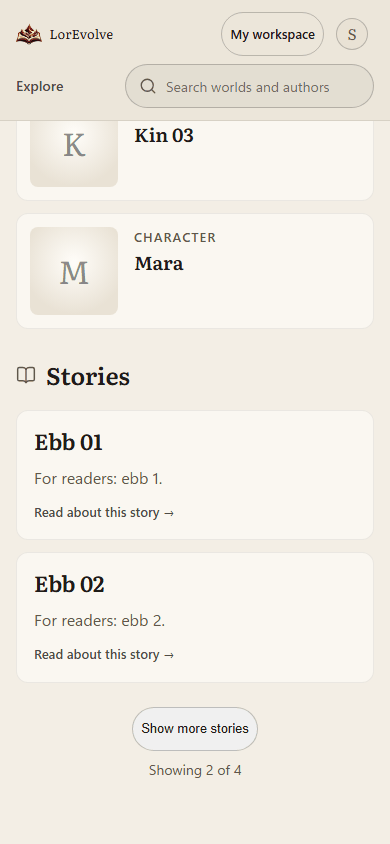 LorEvolve
My workspace
S
Explore
Search worlds and authors
K
Kin 03
M
CHARACTER
Mara
Stories
Ebb 01
For readers: ebb 1.
Read about this story →
Ebb 02
For readers: ebb 2.
Read about this story →
Show more stories
Showing 2 of 4